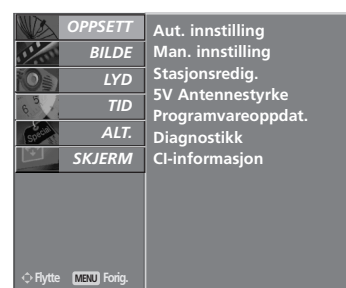 OPPSETT
BILDE
LYD
TID
ALT.
SKJERM
Aut. innstilling
Man. innstilling
Stasjonsredig.
5V Antennestyrke
Programvareoppdat.
Diagnostikk
CI-informasjon
Flytte MENU Forig.